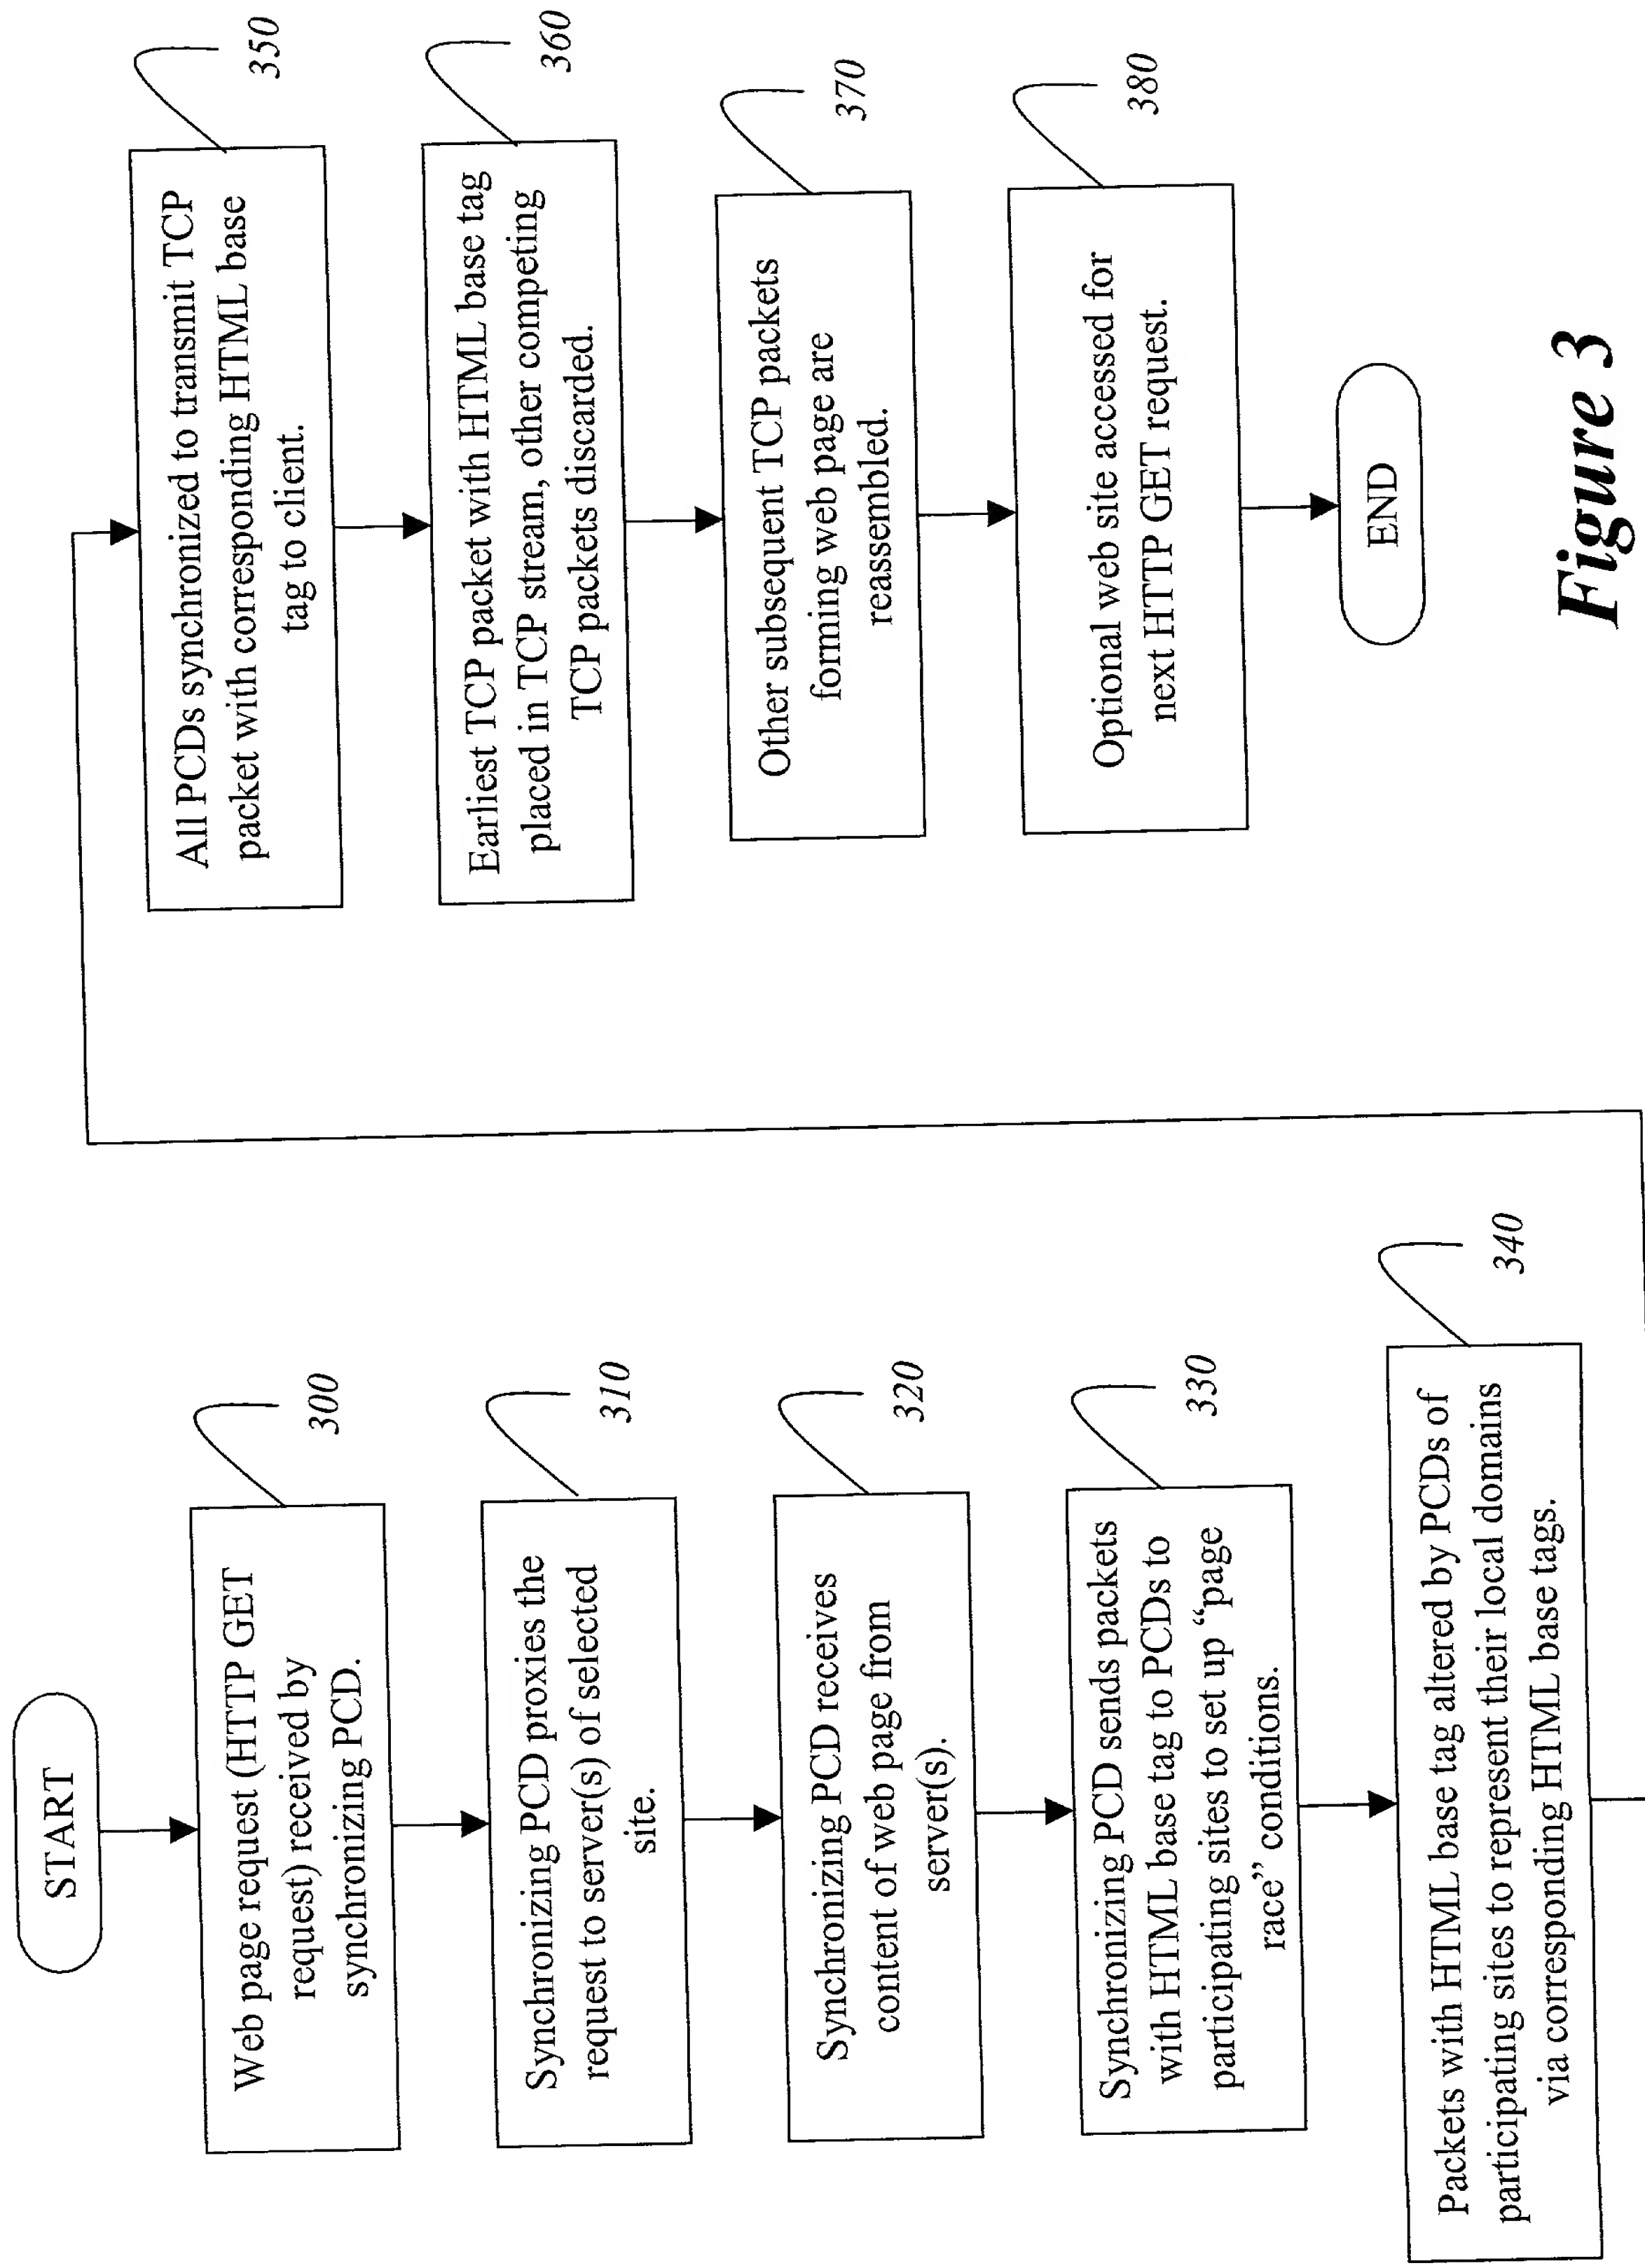 START
Web page request (HTTP GET
request) received by
synchronizing PCD.
300
Synchronizing PCD proxies the
request to server(s) of selected
site.
310
Synchronizing PCD receives
content of web page from
server(s).
320
Synchronizing PCD sends packets
with HTML base tag to PCDs to
participating sites to set up “page
race” conditions.
330
Packets with HTML base tag altered by PCDs of
participating sites to represent their local domains
via corresponding HTML base tags.
340
All PCDs synchronized to transmit TCP
packet with corresponding HTML base
tag to client.
350
Earliest TCP packet with HTML base tag
placed in TCP stream, other competing
TCP packets discarded.
360
Other subsequent TCP packets
forming web page are
reassembled.
370
Optional web site accessed for
next HTTP GET request.
380
END
Figure 3